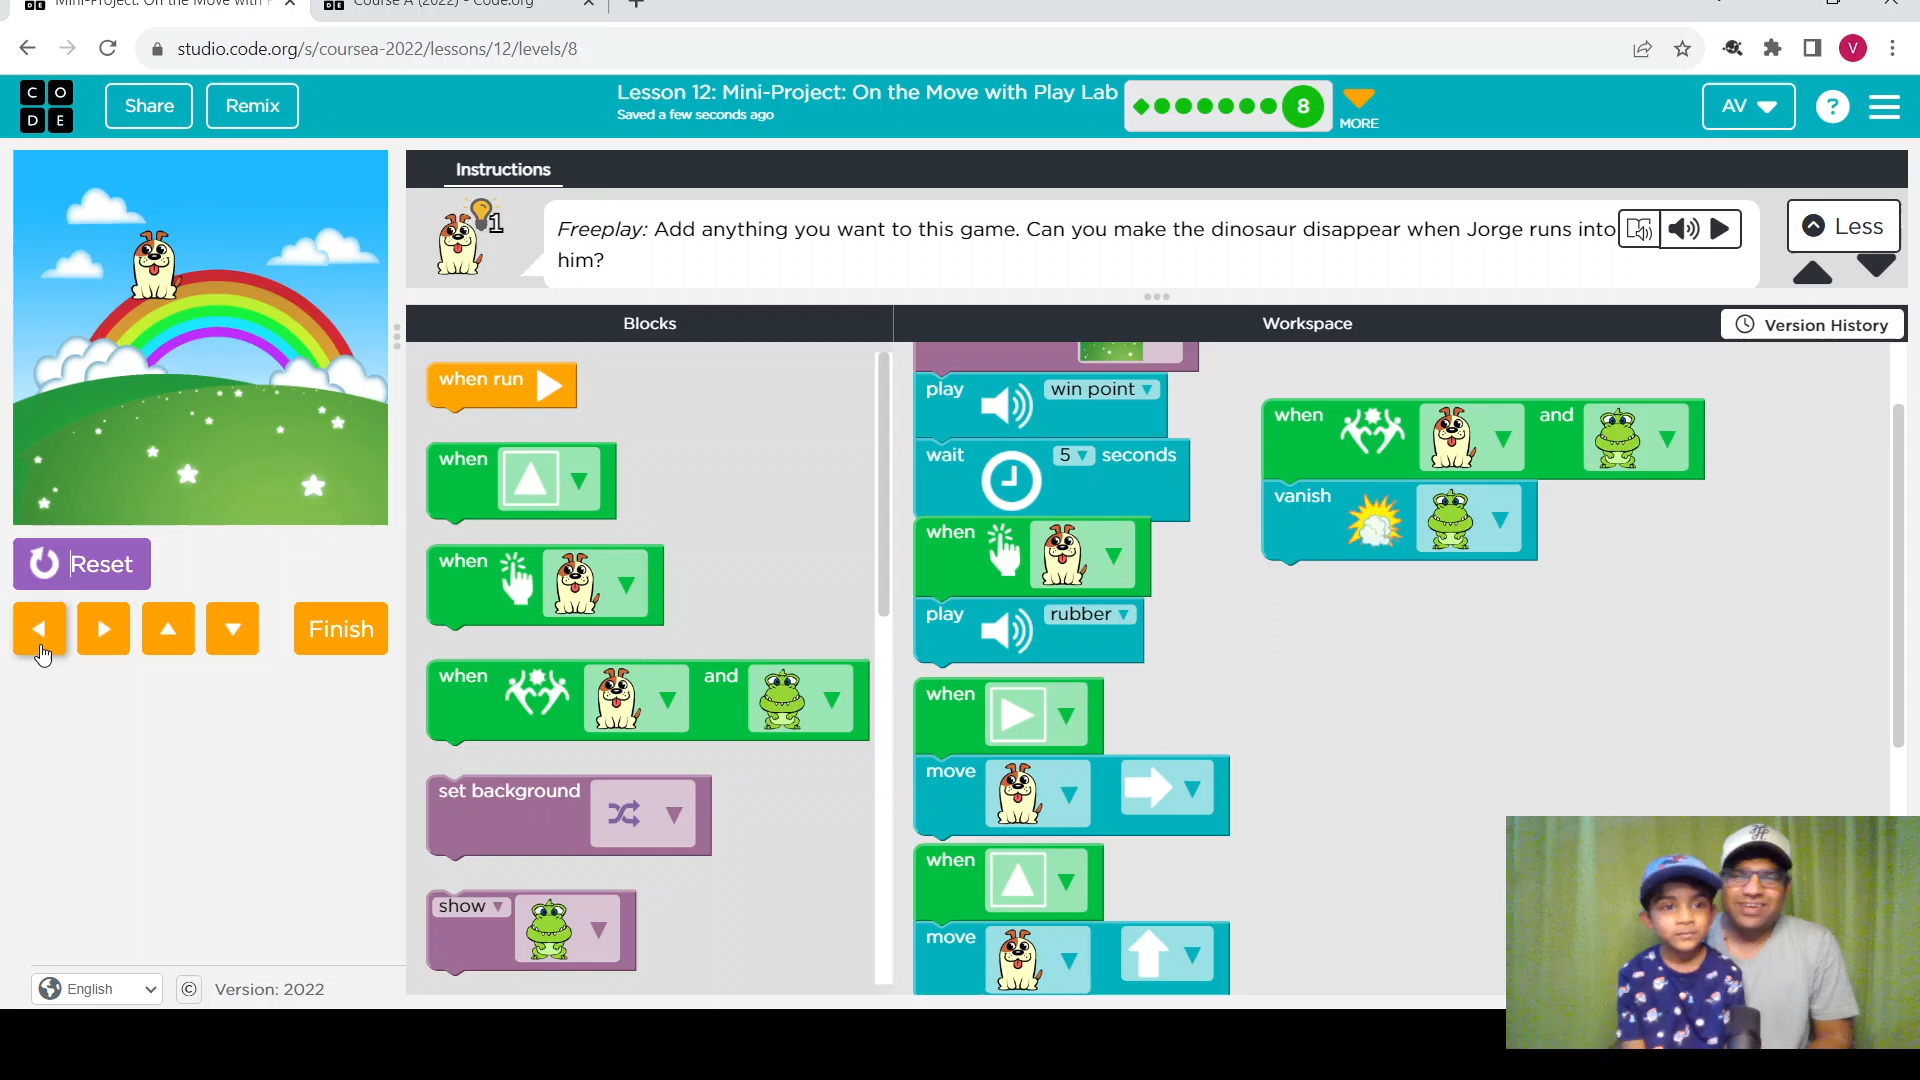 Mini-Project: On the Move with P
Course A (2022) - Code.org
studio.code.org/s/coursea-2022/lessons/12/levels/8
V
C O
D E
Share
Remix
Lesson 12: Mini-Project: On the Move with Play Lab
Saved a few seconds ago
8
MORE
AV
?
Instructions
1
Freeplay: Add anything you want to this game. Can you make the dinosaur disappear when Jorge runs into
him?
Less
Blocks
Workspace
Version History
when run
when
when
when
and
set background
show
play
win point
wait
5
seconds
when
play
rubber
when
move
when
move
when
and
vanish
Reset
Finish
English
©
Version: 2022